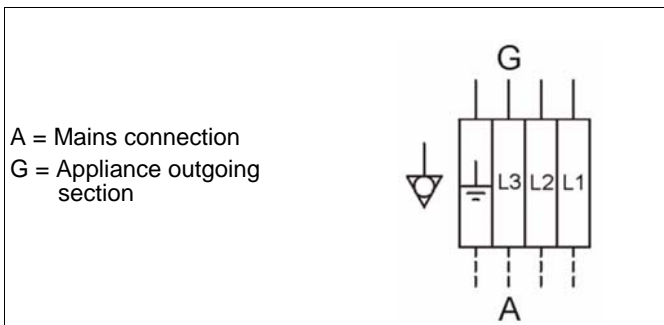 G
A = Mains connection
G = Appliance outgoing
section
L3 L2 L1
A